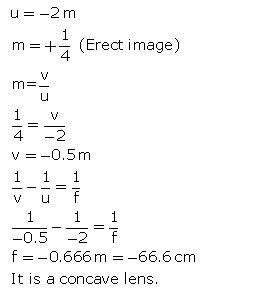 u = −2 m
m = +1/4 (Erect image)
m = v/u
1/4 = v/−2
v = −0.5 m
1/v − 1/u = 1/f
1/−0.5 − 1/−2 = 1/f
f = −0.666 m = −66.6 cm
It is a concave lens.